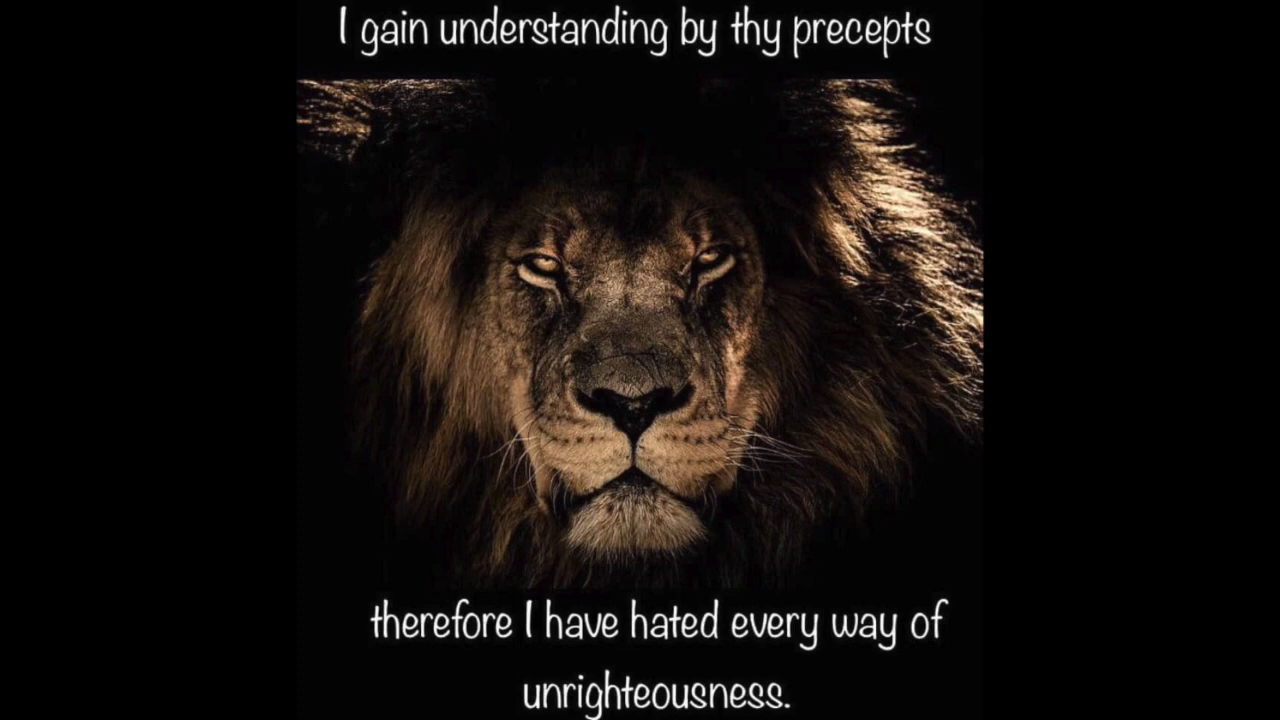 I gain understanding by thy precepts
therefore I have hated every way of
unrighteousness.